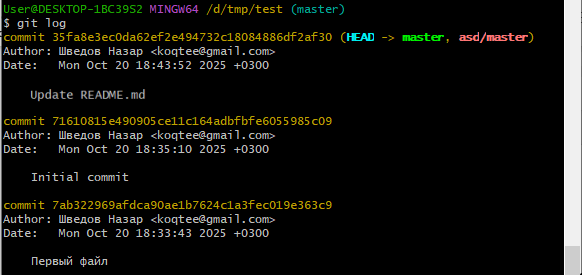 User@DESKTOP-1BC39S2 MINGW64 /d/tmp/test (master)
$ git log
commit 35fa8e3ec0da62ef2e494732c18084886df2af30 (HEAD -> master, asd/master)
Author: Шведов Назар <koqtee@gmail.com>
Date:   Mon Oct 20 18:43:52 2025 +0300
    Update README.md
commit 71610815e490905ce11c164adbfbfe6055985c09
Author: Шведов Назар <koqtee@gmail.com>
Date:   Mon Oct 20 18:35:10 2025 +0300
    Initial commit
commit 7ab322969afdca90ae1b7624c1a3fec019e363c9
Author: Шведов Назар <koqtee@gmail.com>
Date:   Mon Oct 20 18:33:43 2025 +0300
    Первый файл